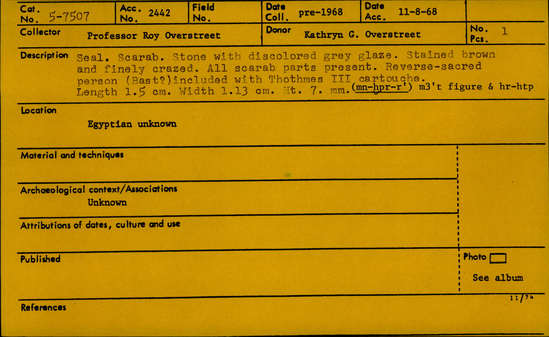 Cat. No. 5-7507 Acc. No. 2442 Field No. Date Coll. pre-1968 Date Acc. 11-8-68
Collector Professor Roy Overstreet Donor Kathryn G. Overstreet No. Pcs. 1
Description Seal. Scarab. Stone with discolored grey glaze. Stained brown
and finely crazed. All scarab parts present. Reverse-sacred
person (Bast?)included with Thothmes III cartouche.
Length 1.5 cm. Width 1.13 cm. Ht. 7. mm. (mn-hpr-r') m3't figure & hr-htp
Location
Egyptian unknown
Material and techniques
Archaeological context/Associations
Unknown
Attributions of dates, culture and use
Published
Photo
See album
11/74
References